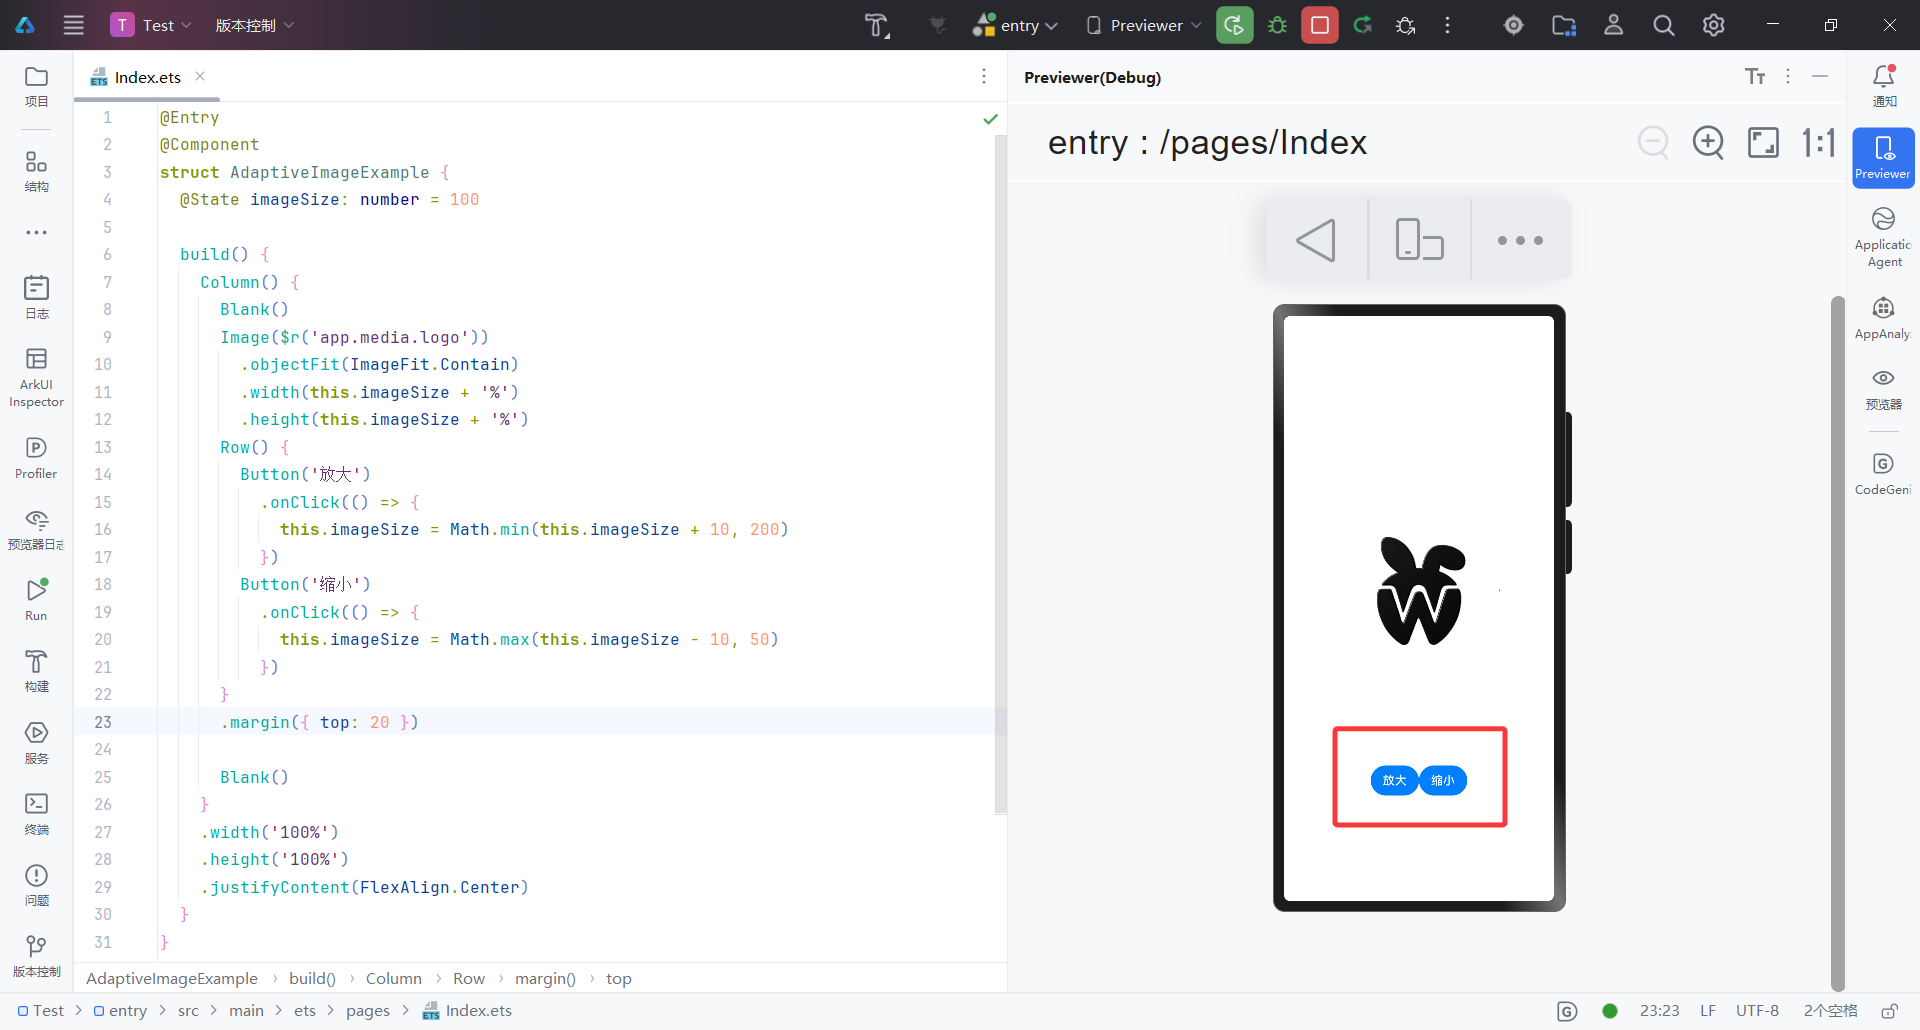 T Test 版本控制 entry Previewer
项目
结构
日志
ArkUI
Inspector
Profiler
预览器日志
Run
构建
服务
终端
问题
版本控制
Index.ets
1 @Entry
2 @Component
3 struct AdaptiveImageExample {
4 @State imageSize: number = 100
5
6 build() {
7 Column() {
8 Blank()
9 Image($r('app.media.logo'))
10 .objectFit(ImageFit.Contain)
11 .width(this.imageSize + '%')
12 .height(this.imageSize + '%')
13 Row() {
14 Button('放大')
15 .onClick(() => {
16 this.imageSize = Math.min(this.imageSize + 10, 200)
17 })
18 Button('缩小')
19 .onClick(() => {
20 this.imageSize = Math.max(this.imageSize - 10, 50)
21 })
22 }
23 .margin({ top: 20 })
24
25 Blank()
26 }
27 .width('100%')
28 .height('100%')
29 .justifyContent(FlexAlign.Center)
30 }
31 }
AdaptiveImageExample > build() > Column > Row > margin() > top
Previewer(Debug)
entry : /pages/Index
1:1
W
放大 缩小
通知
Previewer
Applicatic
Agent
AppAnaly
预览器
CodeGeni
Test > entry > src > main > ets > pages > Index.ets
23:23 LF UTF-8 2个空格